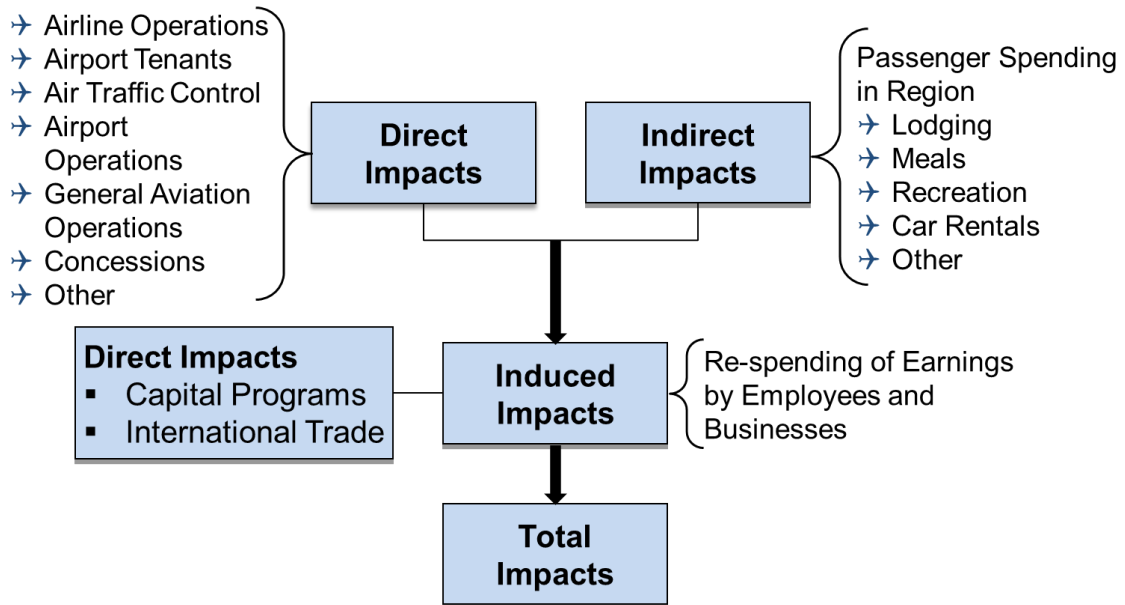 Airline Operations
Airport Tenants
Air Traffic Control
Airport
Operations
General Aviation
Operations
Concessions
Other
Direct
Impacts
Indirect
Impacts
Passenger Spending
in Region
Lodging
Meals
Recreation
Car Rentals
Other
Direct Impacts
▪ Capital Programs
▪ International Trade
Induced
Impacts
Re-spending of Earnings
by Employees and
Businesses
Total
Impacts